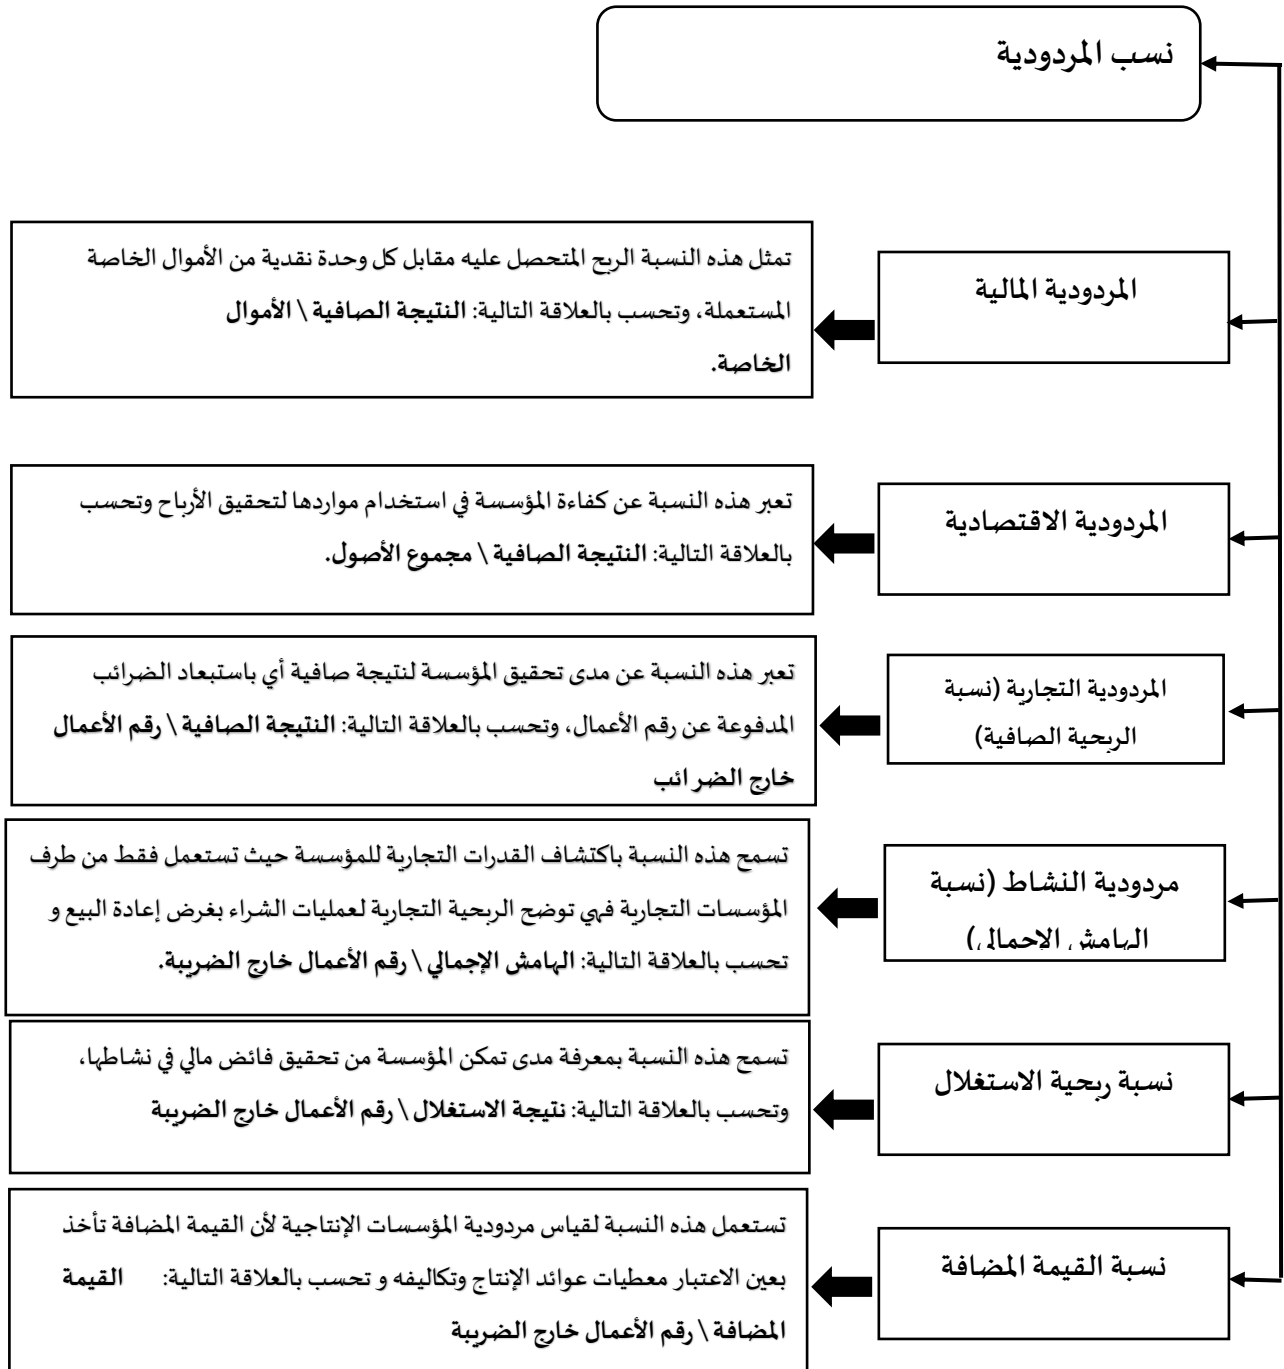 نسب المردودية
المردودية المالية
تمثل هذه النسبة الربح المتحصل عليه مقابل كل وحدة نقدية من الأموال الخاصة
المستعملة، وتحسب بالعلاقة التالية: النتيجة الصافية \ الأموال
الخاصة.
المردودية الاقتصادية
تعبر هذه النسبة عن كفاءة المؤسسة في استخدام مواردها لتحقيق الأرباح وتحسب
بالعلاقة التالية: النتيجة الصافية \ مجموع الأصول.
المردودية التجارية (نسبة
الربحية الصافية)
تعبر هذه النسبة عن مدى تحقيق المؤسسة لنتيجة صافية أي باستبعاد الضرائب
المدفوعة عن رقم الأعمال، وتحسب بالعلاقة التالية: النتيجة الصافية \ رقم الأعمال
خارج الضرائب
مردودية النشاط (نسبة
الهامش الإجمالي)
تسمح هذه النسبة باكتشاف القدرات التجارية للمؤسسة حيث تستعمل فقط من طرف
المؤسسات التجارية فهي توضح الربحية التجارية لعمليات الشراء بغرض إعادة البيع و
تحسب بالعلاقة التالية: الهامش الإجمالي \ رقم الأعمال خارج الضريبة.
نسبة ربحية الاستغلال
تسمح هذه النسبة بمعرفة مدى تمكن المؤسسة من تحقيق فائض مالي في نشاطها،
وتحسب بالعلاقة التالية: نتيجة الاستغلال \ رقم الأعمال خارج الضريبة
نسبة القيمة المضافة
تستعمل هذه النسبة لقياس مردودية المؤسسات الإنتاجية لأن القيمة المضافة تأخذ
بعين الاعتبار معطيات عوائد الإنتاج وتكاليفه و تحسب بالعلاقة التالية: القيمة
المضافة \ رقم الأعمال خارج الضريبة